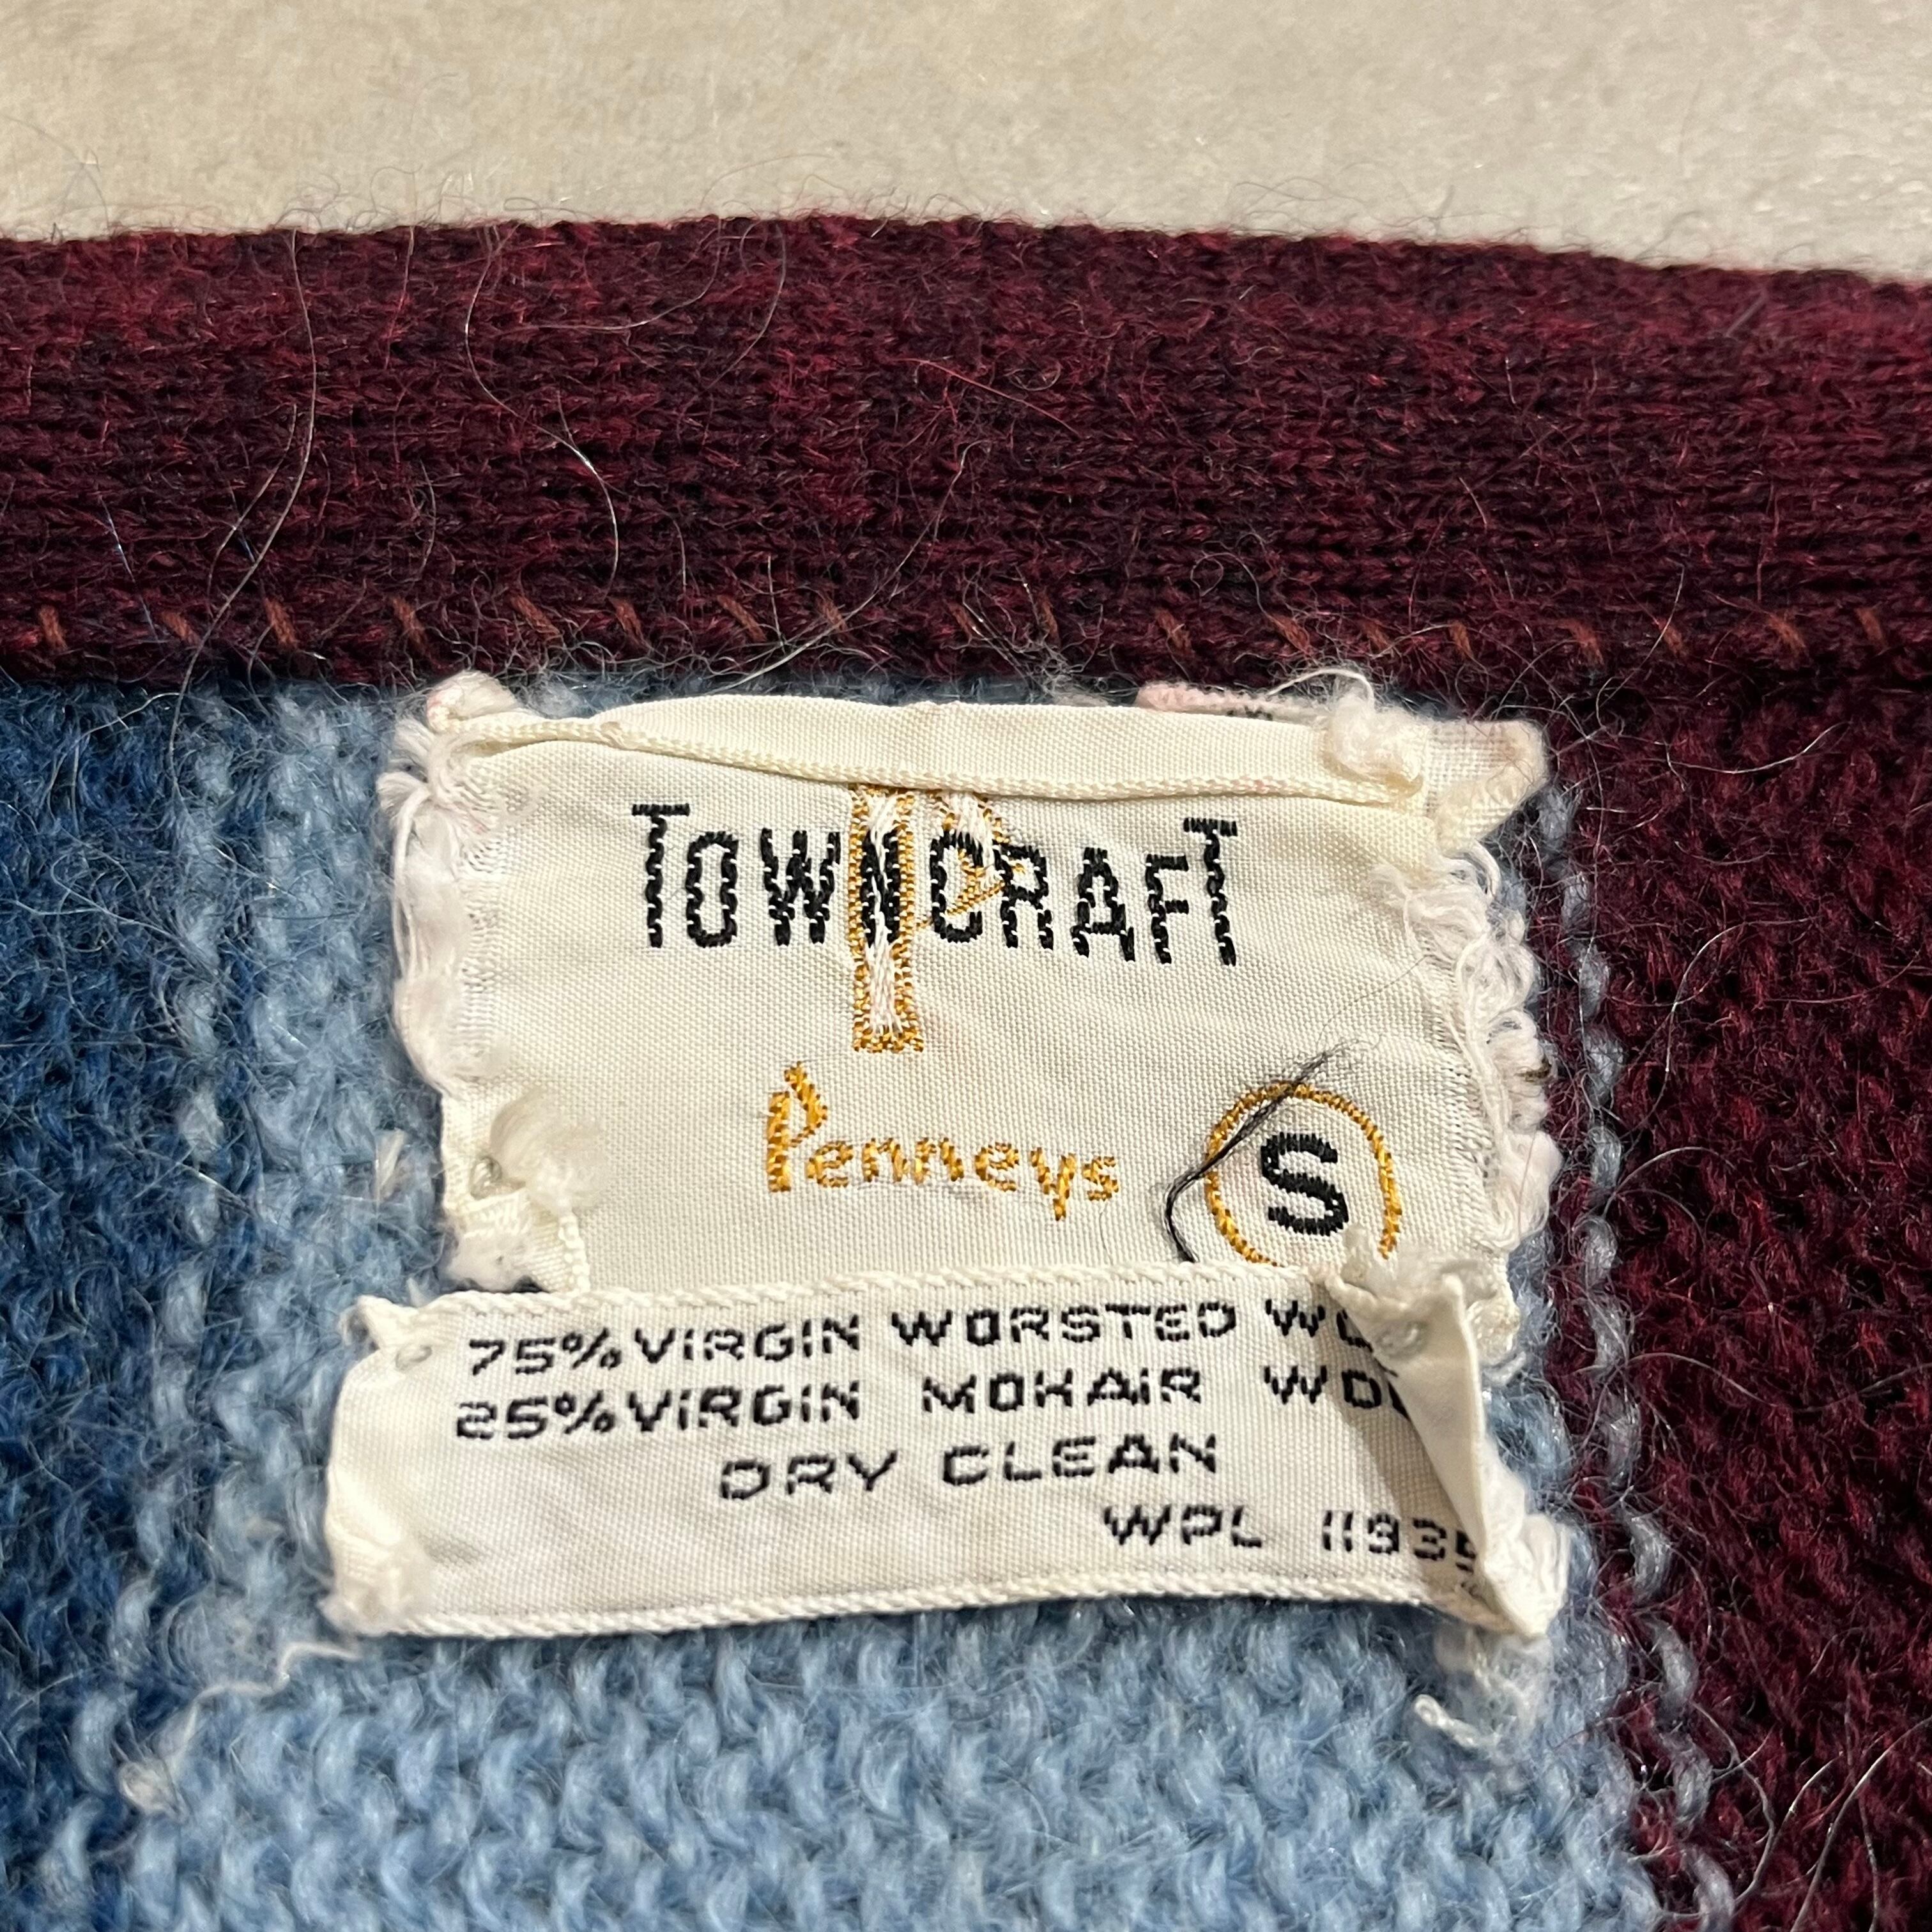 TOWNCRAFT
P
Penneys
S
75% VIRGIN WORSTED
25% VIRGIN MOHAIR
DRY CLEAN
WPL